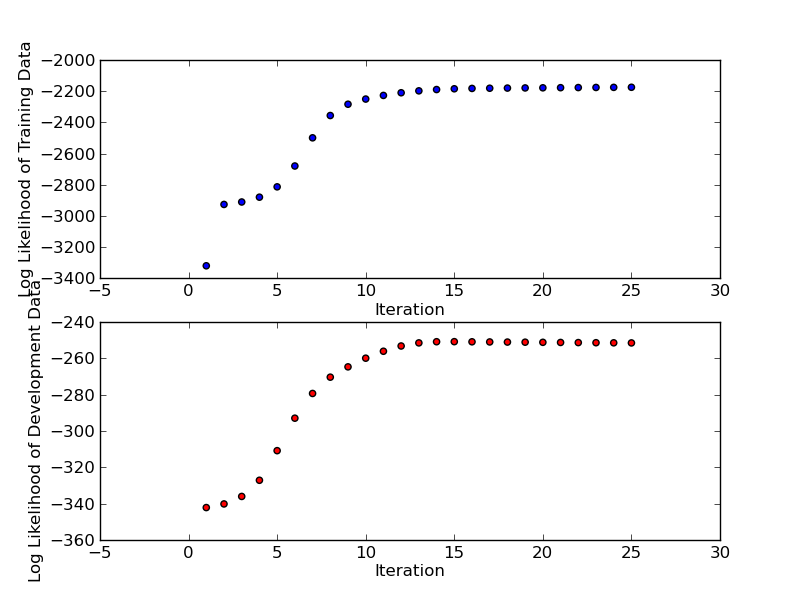 Log Likelihood of Training Data
−2000
−2200
−2400
−2600
−2800
−3000
−3200
−3400
−5 0 5 10 15 20 25 30
Iteration
Log Likelihood of Development Data
−240
−260
−280
−300
−320
−340
−360
−5 0 5 10 15 20 25 30
Iteration